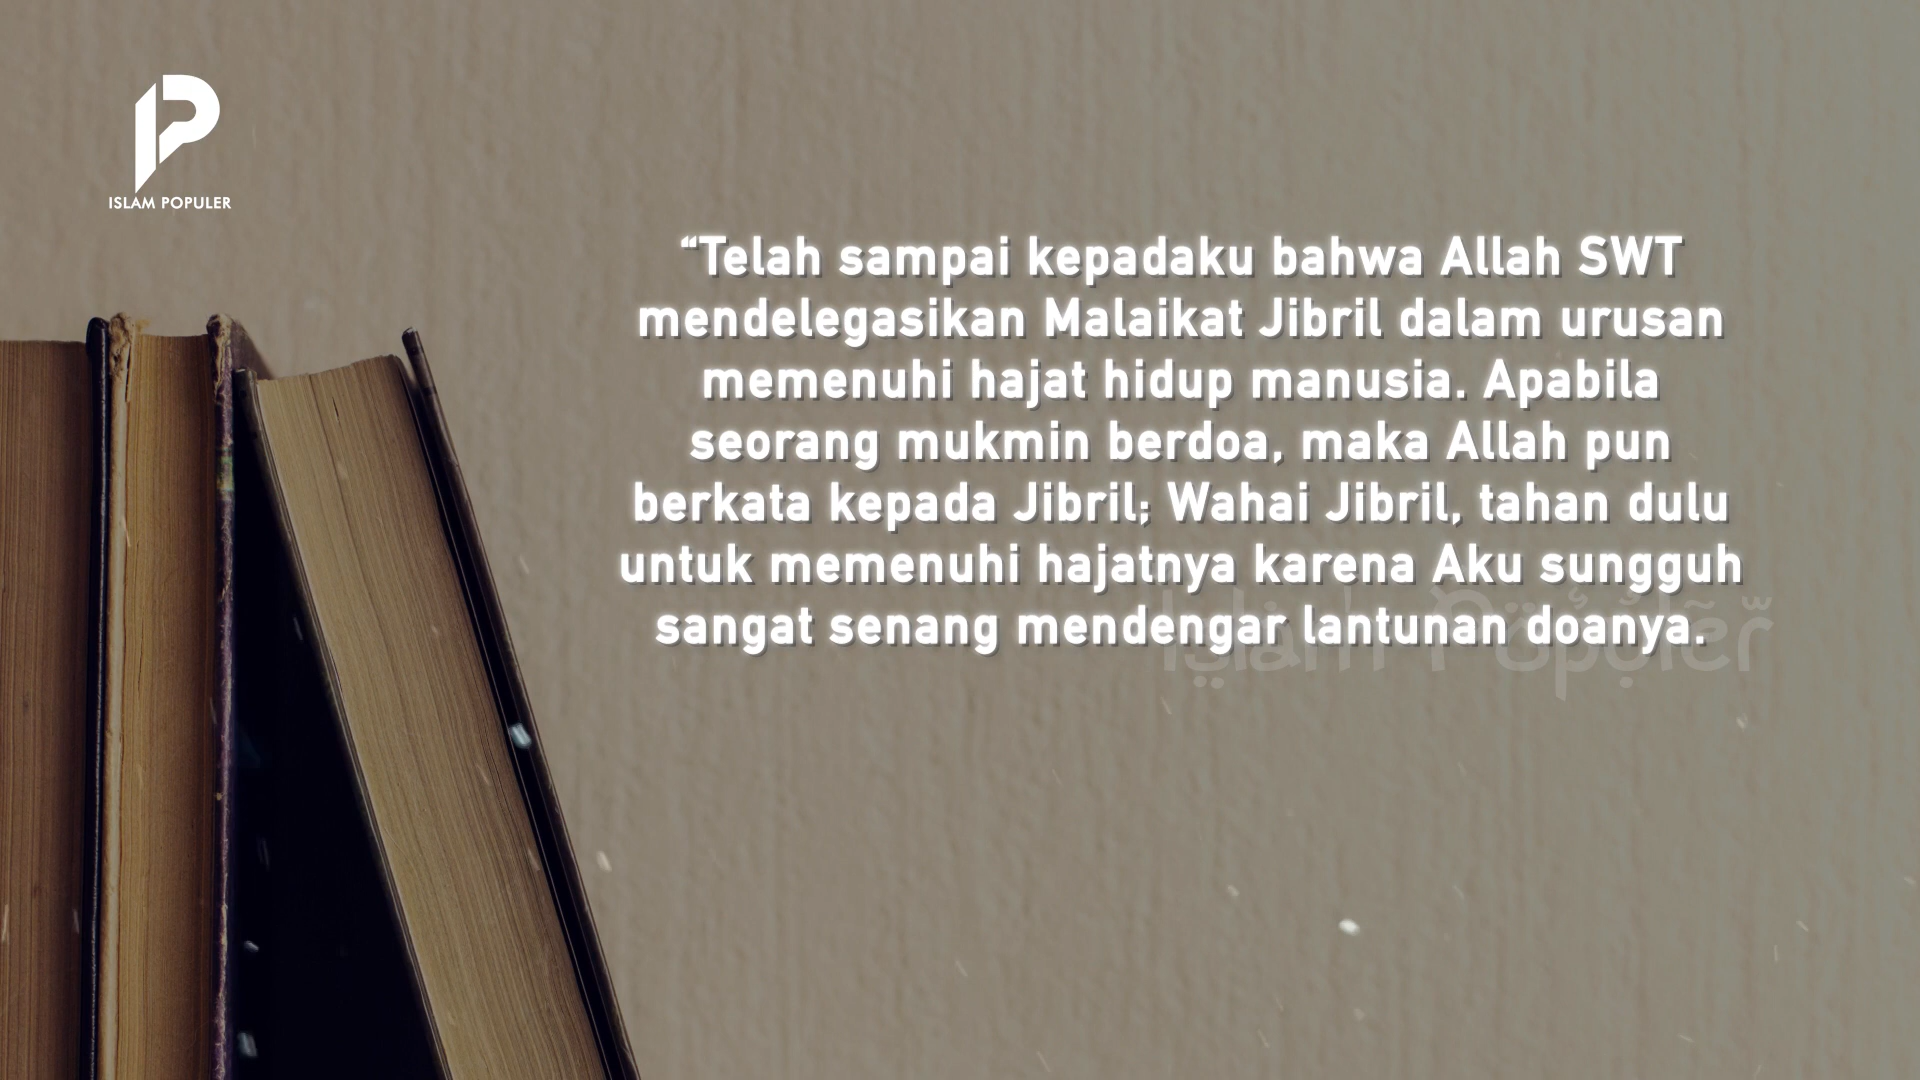 ISLAM POPULER
“Telah sampai kepadaku bahwa Allah SWT
mendelegasikan Malaikat Jibril dalam urusan
memenuhi hajat hidup manusia. Apabila
seorang mukmin berdoa, maka Allah pun
berkata kepada Jibril; Wahai Jibril, tahan dulu
untuk memenuhi hajatnya karena Aku sungguh
sangat senang mendengar lantunan doanya.
Islam Populer